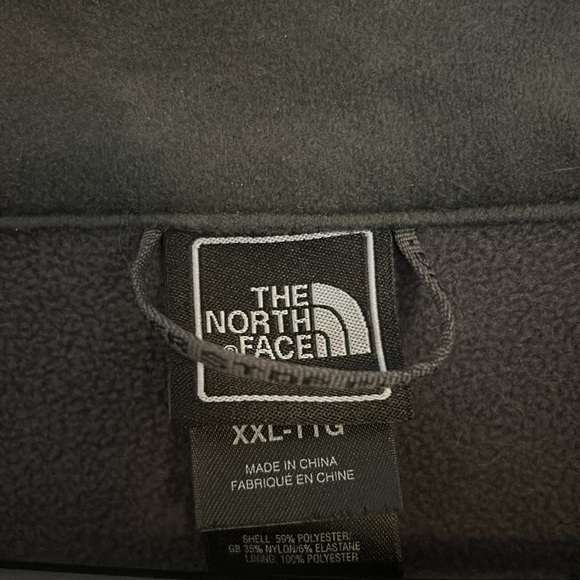 THE
NORTH
FACE
XXL-TTG
MADE IN CHINA
FABRIQUÉ EN CHINE
SHELL: 59% POLYESTER/
GB 35% NYLON/6% ELASTANE
LINING: 100% POLYESTER